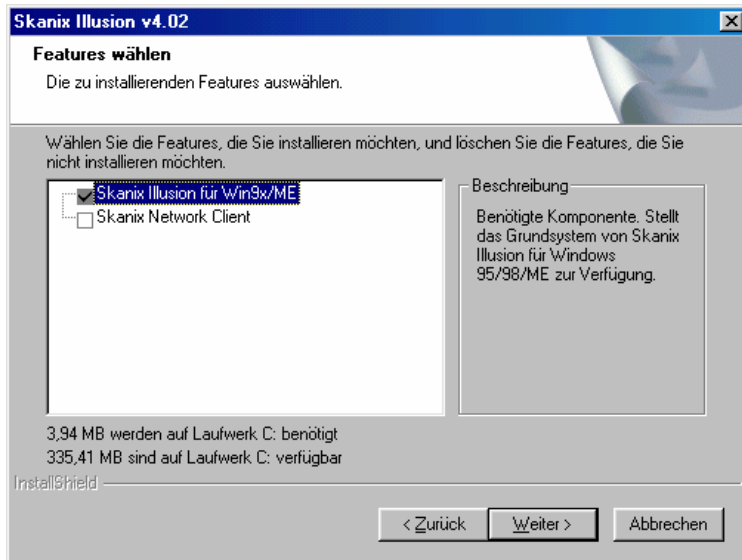 Skanix Illusion v4.02
Features wählen
Die zu installierenden Features auswählen.
Wählen Sie die Features, die Sie installieren möchten, und löschen Sie die Features, die Sie
nicht installieren möchten.
Skanix Illusion für Win9x/ME
Skanix Network Client
Beschreibung
Benötigte Komponente. Stellt
das Grundsystem von Skanix
Illusion für Windows
95/98/ME zur Verfügung.
3,94 MB werden auf Laufwerk C: benötigt
335,41 MB sind auf Laufwerk C: verfügbar
InstallShield
< Zurück
Weiter >
Abbrechen